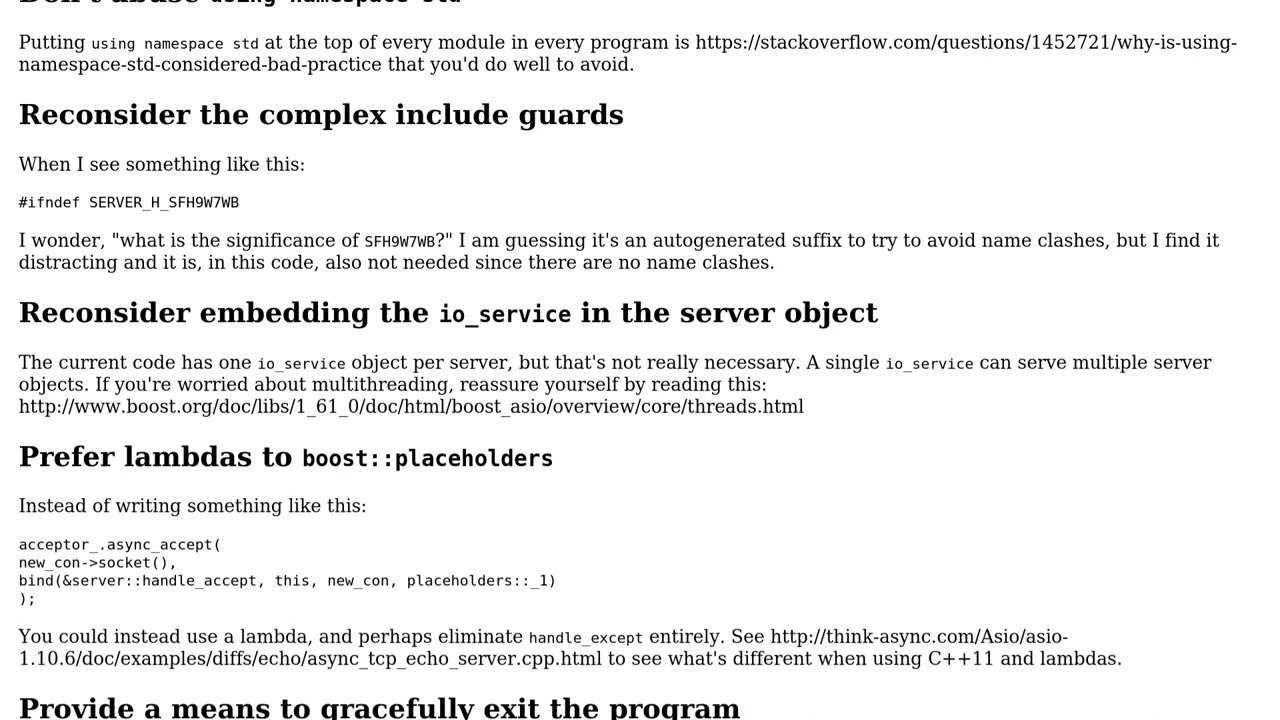 Don't abuse using namespace std
Putting using namespace std at the top of every module in every program is https://stackoverflow.com/questions/1452721/why-is-using-
namespace-std-considered-bad-practice that you'd do well to avoid.
Reconsider the complex include guards
When I see something like this:
#ifndef SERVER_H_SFH9W7WB
I wonder, "what is the significance of SFH9W7WB?" I am guessing it's an autogenerated suffix to try to avoid name clashes, but I find it
distracting and it is, in this code, also not needed since there are no name clashes.
Reconsider embedding the io_service in the server object
The current code has one io_service object per server, but that's not really necessary. A single io_service can serve multiple server
objects. If you're worried about multithreading, reassure yourself by reading this:
http://www.boost.org/doc/libs/1_61_0/doc/html/boost_asio/overview/core/threads.html
Prefer lambdas to boost::placeholders
Instead of writing something like this:
acceptor_.async_accept(
new_con->socket(),
bind(&server::handle_accept, this, new_con, placeholders::_1)
);
You could instead use a lambda, and perhaps eliminate handle_except entirely. See http://think-async.com/Asio/asio-
1.10.6/doc/examples/diffs/echo/async_tcp_echo_server.cpp.html to see what's different when using C++11 and lambdas.
Provide a means to gracefully exit the program